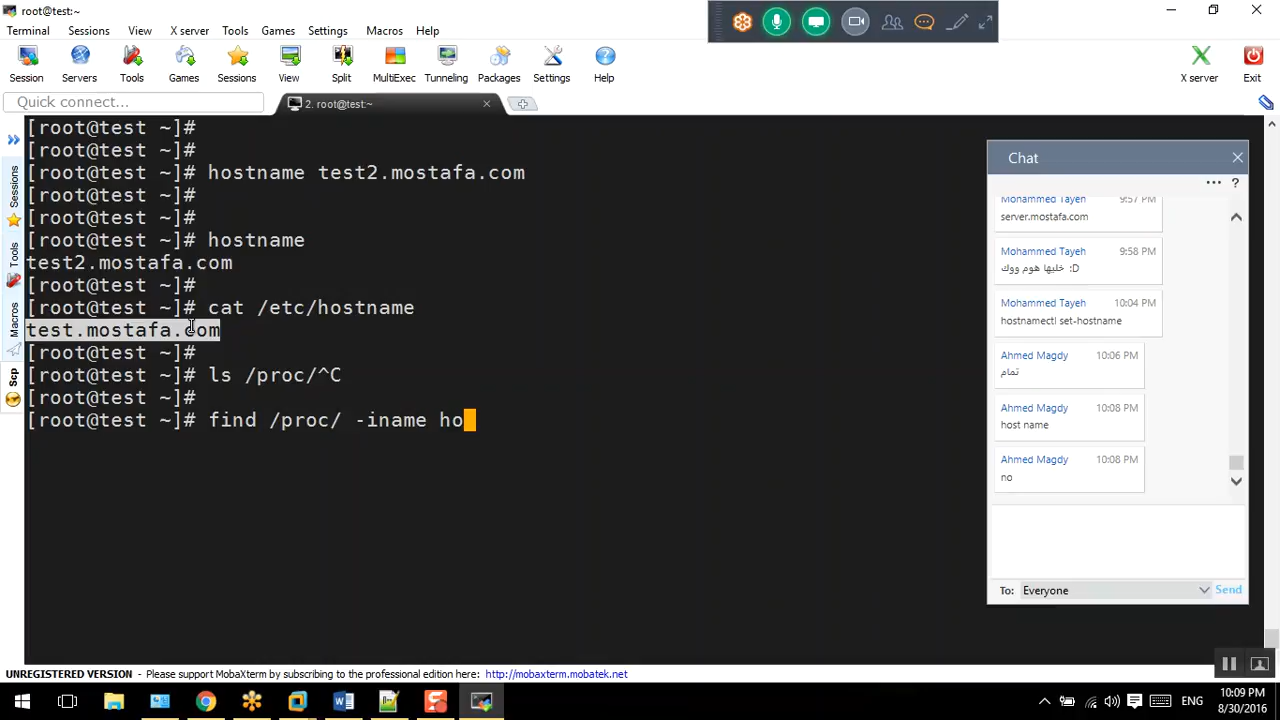 root@test:~
Terminal Sessions View X server Tools Games Settings Macros Help
Session Servers Tools Games Sessions View Split MultiExec Tunneling Packages Settings Help X server Exit
Quick connect...
2. root@test:~
Sessions
Tools
Macros
Scp
[root@test ~]#
[root@test ~]#
[root@test ~]# hostname test2.mostafa.com
[root@test ~]#
[root@test ~]#
[root@test ~]# hostname
test2.mostafa.com
[root@test ~]#
[root@test ~]# cat /etc/hostname
test.mostafa.com
[root@test ~]#
[root@test ~]# ls /proc/^C
[root@test ~]#
[root@test ~]# find /proc/ -iname ho
Chat
... ?
Mohammed Tayeh 9:57 PM
server.mostafa.com
Mohammed Tayeh 9:58 PM
خليها هوم ووك :D
Mohammed Tayeh 10:04 PM
hostnamectl set-hostname
Ahmed Magdy 10:06 PM
تمام
Ahmed Magdy 10:08 PM
host name
Ahmed Magdy 10:08 PM
no
To: Everyone Send
UNREGISTERED VERSION - Please support MobaXterm by subscribing to the professional edition here: http://mobaxterm.mobatek.net
ENG
10:09 PM
8/30/2016